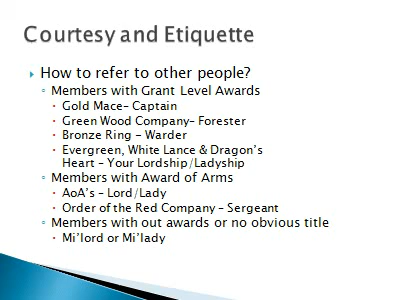 Courtesy and Etiquette
How to refer to other people?
Members with Grant Level Awards
Gold Mace– Captain
Green Wood Company– Forester
Bronze Ring – Warder
Evergreen, White Lance & Dragon’s
Heart – Your Lordship/Ladyship
Members with Award of Arms
AoA’s – Lord/Lady
Order of the Red Company – Sergeant
Members with out awards or no obvious title
Mi’lord or Mi’lady